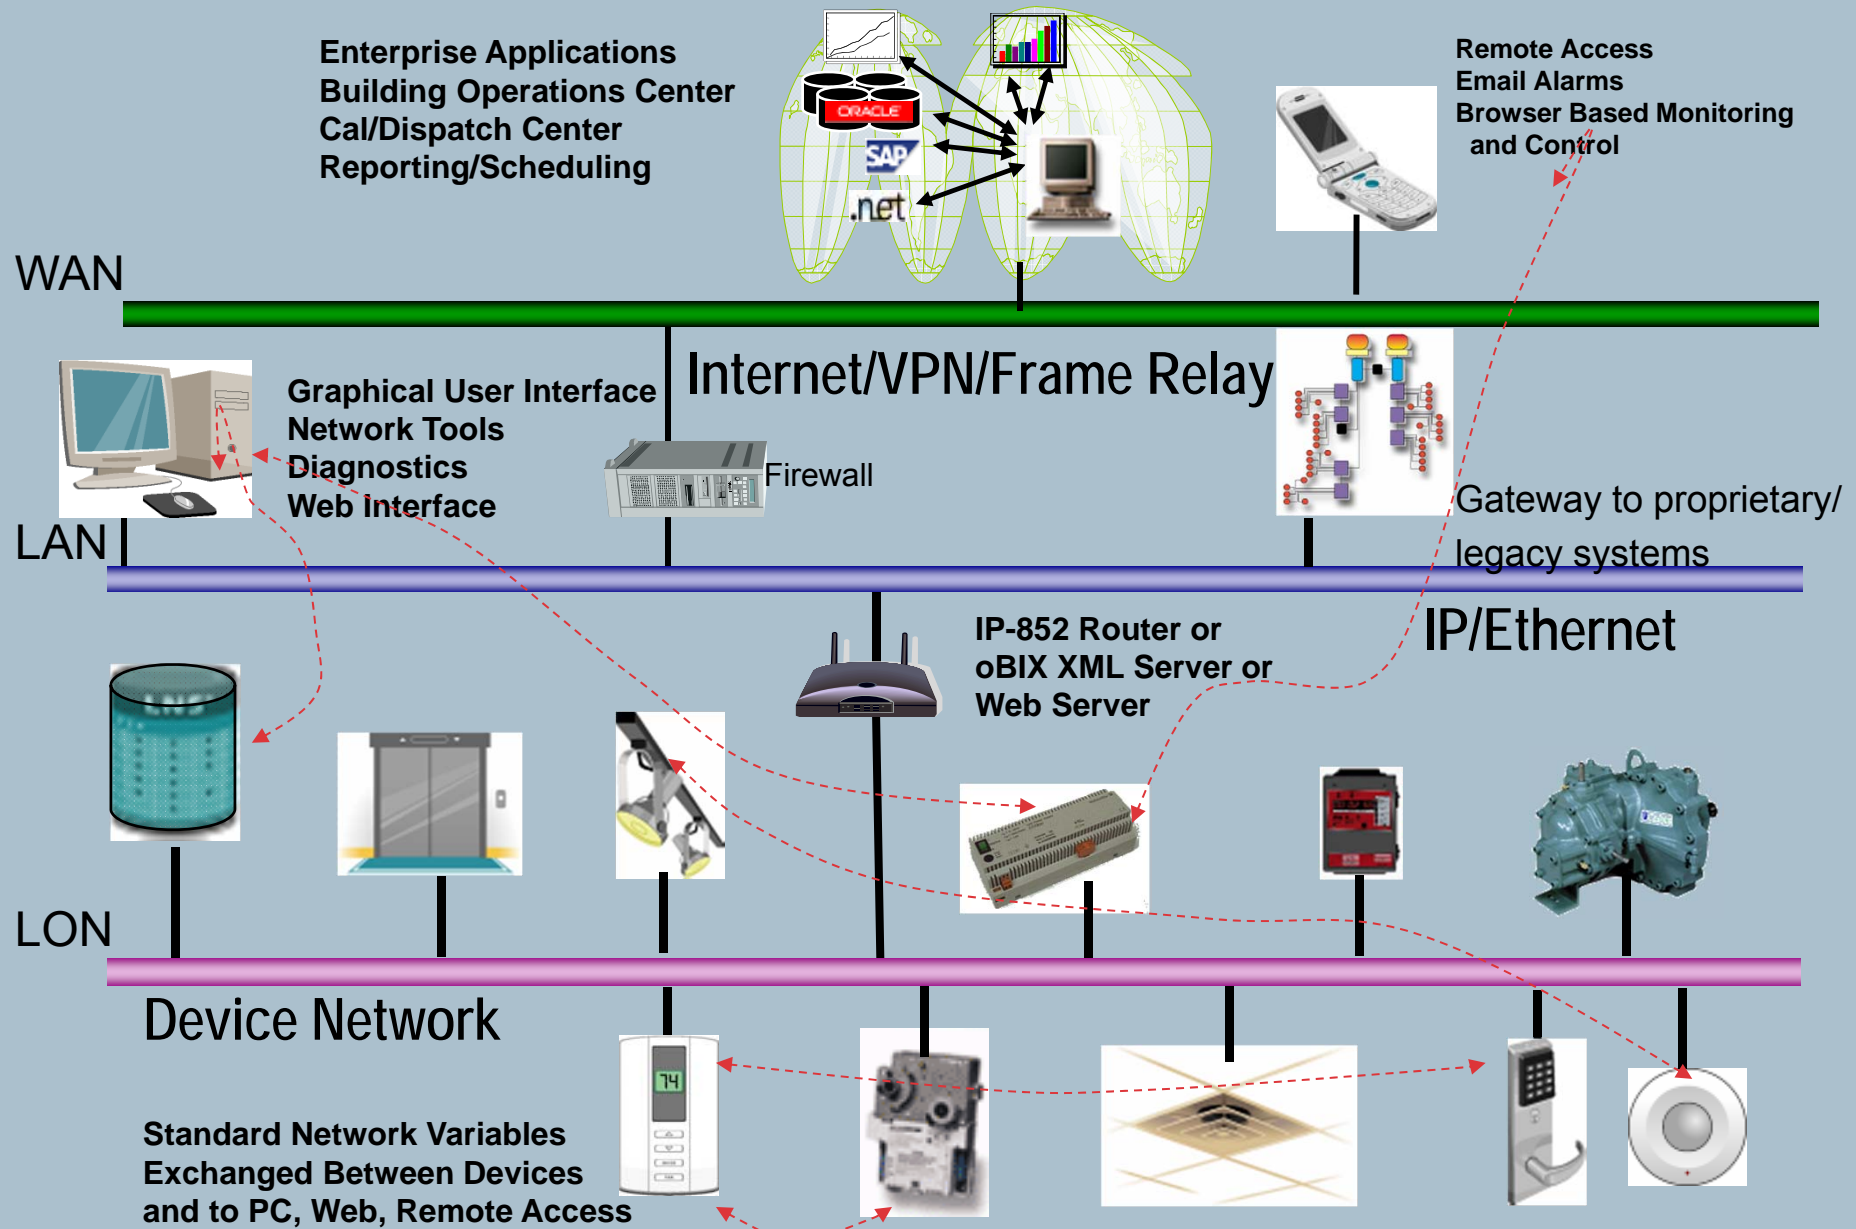 Enterprise Applications
Building Operations Center
Cal/Dispatch Center
Reporting/Scheduling
ORACLE
SAP
.net
Remote Access
Email Alarms
Browser Based Monitoring
and Control
WAN
Internet/VPN/Frame Relay
Graphical User Interface
Network Tools
Diagnostics
Web Interface
Firewall
Gateway to proprietary/
legacy systems
LAN
IP/Ethernet
IP-852 Router or
oBIX XML Server or
Web Server
LNS
LON
Device Network
74
Standard Network Variables
Exchanged Between Devices
and to PC, Web, Remote Access